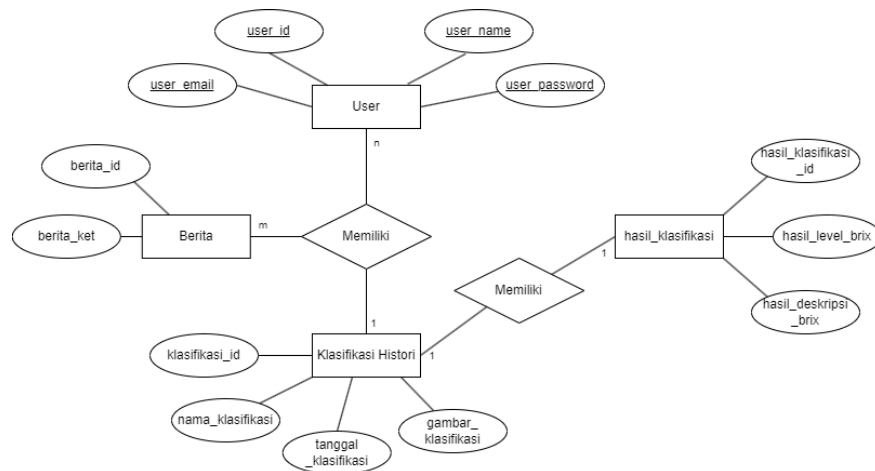 user_id
user_name
user_email
user_password
User
n
berita_id
hasil_klasifikasi
_id
berita_ket
Berita
m
Memiliki
1
hasil_klasifikasi
hasil_level_brix
Memiliki
hasil_deskripsi
_brix
1
klasifikasi_id
Klasifikasi Histori
1
nama_klasifikasi
gambar_
klasifikasi
tanggal
_klasifikasi